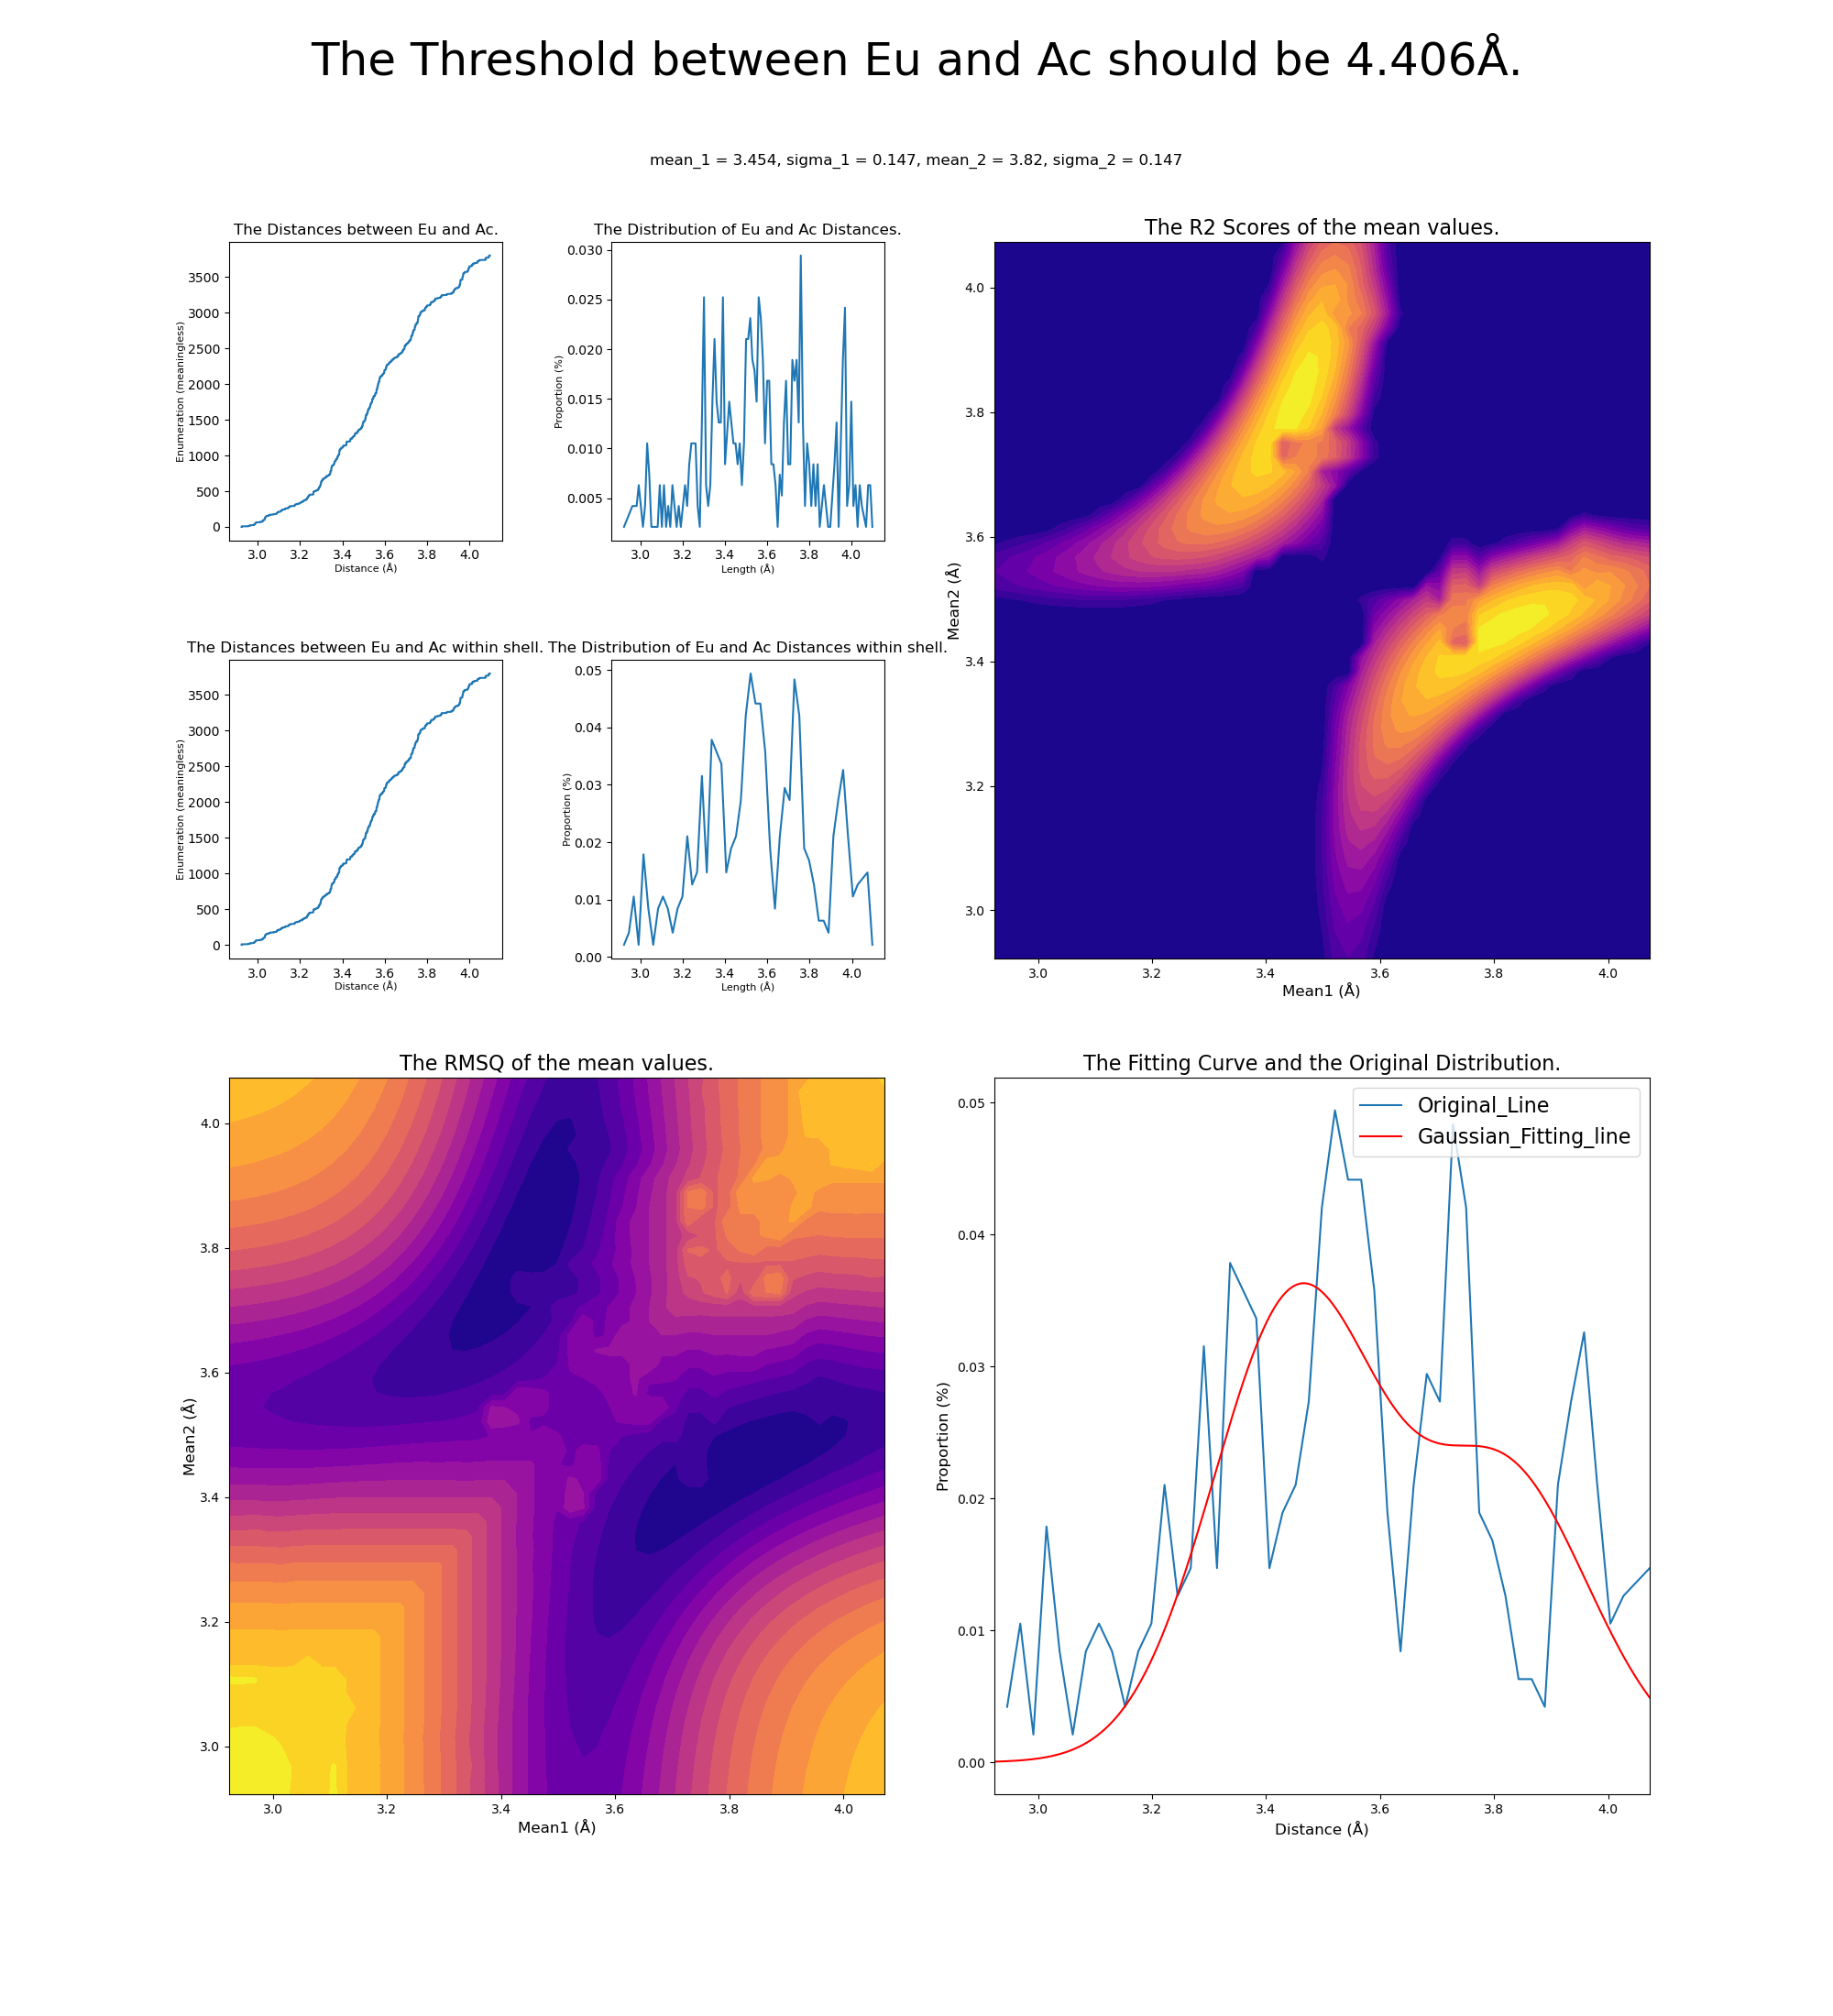 The Threshold between Eu and Ac should be 4.406Å.
mean_1 = 3.454, sigma_1 = 0.147, mean_2 = 3.82, sigma_2 = 0.147
The Distances between Eu and Ac.
Enumeration (meaningless)
3500
3000
2500
2000
1500
1000
500
0
3.0 3.2 3.4 3.6 3.8 4.0
Distance (Å)
The Distribution of Eu and Ac Distances.
Proportion (%)
0.030
0.025
0.020
0.015
0.010
0.005
3.0 3.2 3.4 3.6 3.8 4.0
Length (Å)
The R2 Scores of the mean values.
Mean2 (Å)
4.0
3.8
3.6
3.4
3.2
3.0
3.0 3.2 3.4 3.6 3.8 4.0
Mean1 (Å)
The Distances between Eu and Ac within shell.
Enumeration (meaningless)
3500
3000
2500
2000
1500
1000
500
0
3.0 3.2 3.4 3.6 3.8 4.0
Distance (Å)
The Distribution of Eu and Ac Distances within shell.
Proportion (%)
0.05
0.04
0.03
0.02
0.01
0.00
3.0 3.2 3.4 3.6 3.8 4.0
Length (Å)
The RMSQ of the mean values.
Mean2 (Å)
4.0
3.8
3.6
3.4
3.2
3.0
3.0 3.2 3.4 3.6 3.8 4.0
Mean1 (Å)
The Fitting Curve and the Original Distribution.
Original_Line
Gaussian_Fitting_line
Proportion (%)
0.05
0.04
0.03
0.02
0.01
0.00
3.0 3.2 3.4 3.6 3.8 4.0
Distance (Å)